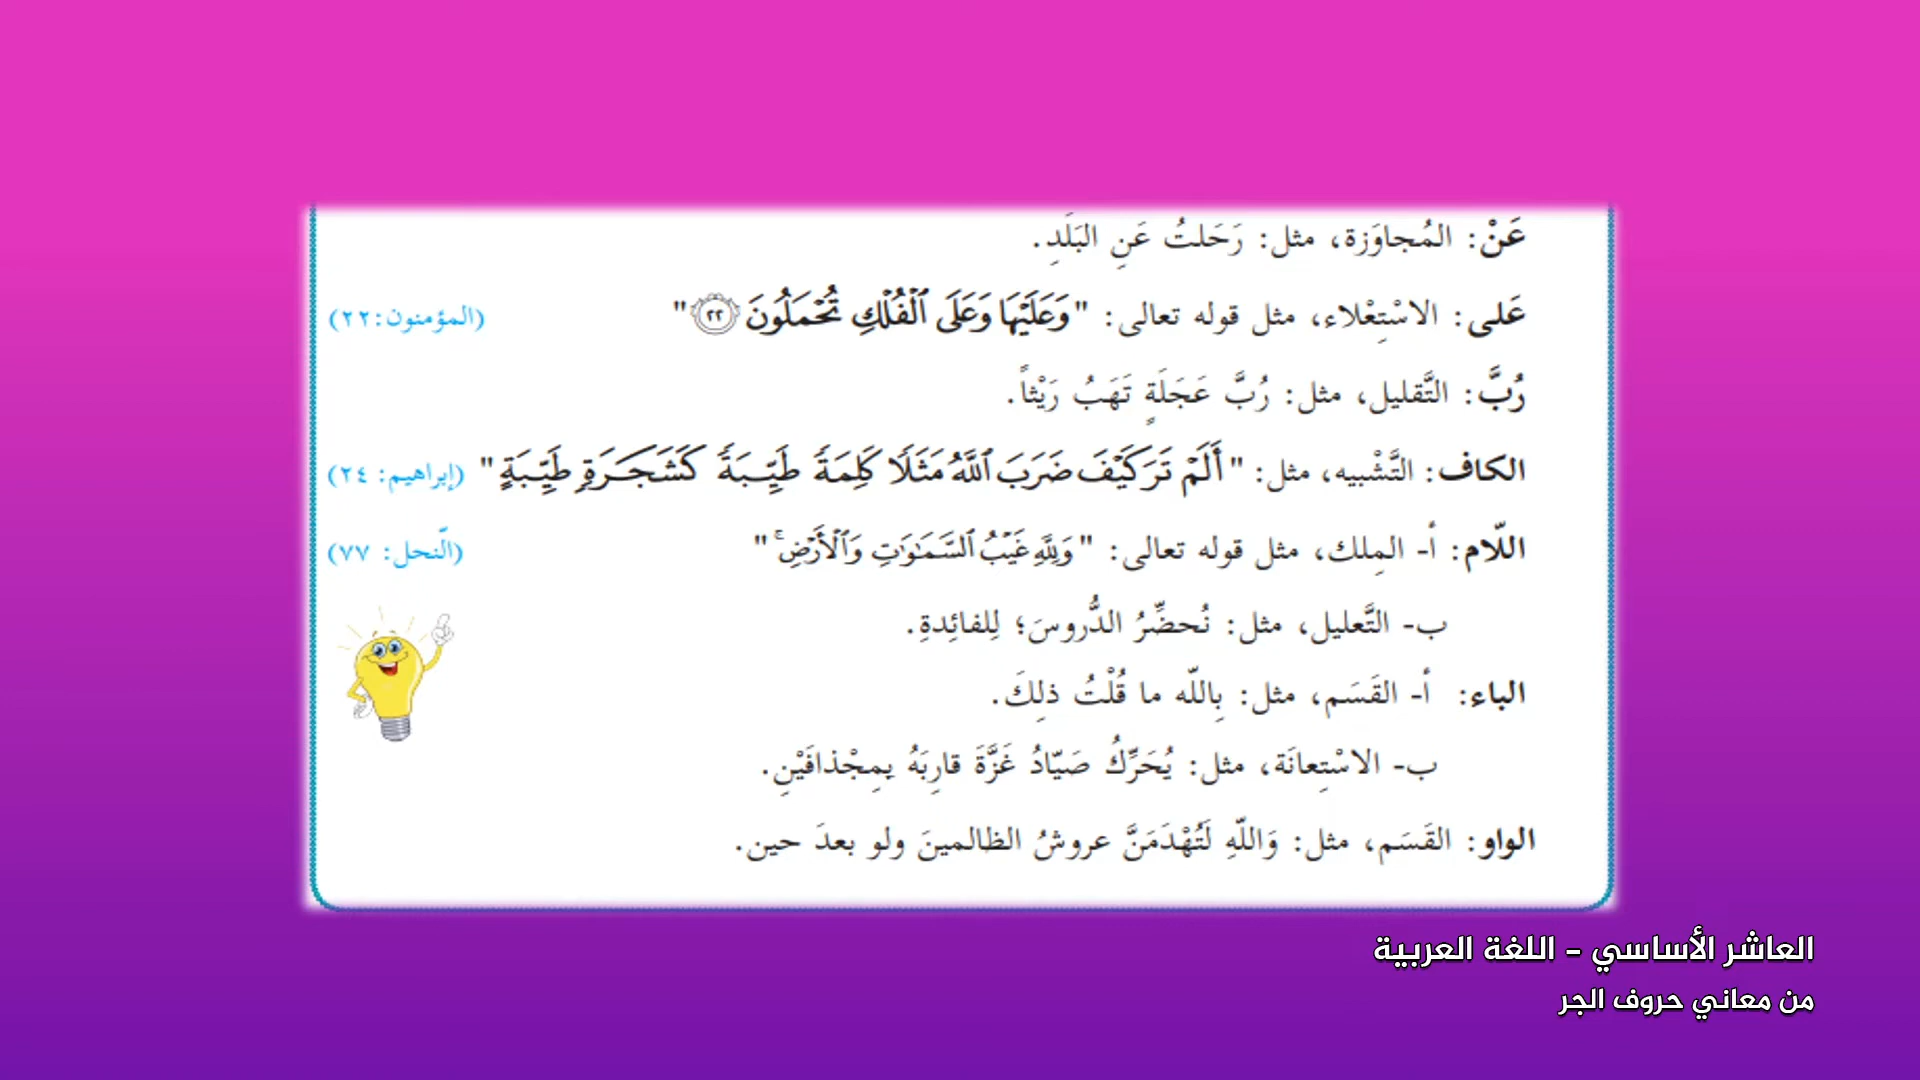 عَنْ: المُجاوَزة، مثل: رَحَلتُ عَنِ البَلَدِ.
عَلى: الاسْتِعْلاء، مثل قوله تعالى: "وَعَلَيْهَا وَعَلَى ٱلْفُلْكِ تُحْمَلُونَ ٢٢" (المؤمنون:٢٢)
رُبَّ: التَّقليل، مثل: رُبَّ عَجَلَةٍ تَهَبُ رَيْثاً.
الكاف: التَّشْبيه، مثل: "أَلَمْ تَرَ كَيْفَ ضَرَبَ ٱللَّهُ مَثَلًا كَلِمَةً طَيِّبَةً كَشَجَرَةٍ طَيِّبَةٍ" (إبراهيم: ٢٤)
اللّام: أ- المِلك، مثل قوله تعالى: "وَلِلَّهِ غَيْبُ ٱلسَّمَـٰوَٰتِ وَٱلْأَرْضِ ۚ" (النّحل: ٧٧)
ب- التَّعليل، مثل: نُحضِّرُ الدُّروسَ؛ لِلفائِدةِ.
الباء: أ- القَسَم، مثل: بِاللّه ما قُلْتُ ذلِكَ.
ب- الاسْتِعانَة، مثل: يُحَرِّكُ صَيّادُ غَزَّةَ قارِبَهُ بمِجْذافَيْنِ.
الواو: القَسَم، مثل: وَاللّهِ لَتُهْدَمَنَّ عروشُ الظالمينَ ولو بعدَ حين.
العاشر الأساسي - اللغة العربية
من معاني حروف الجر